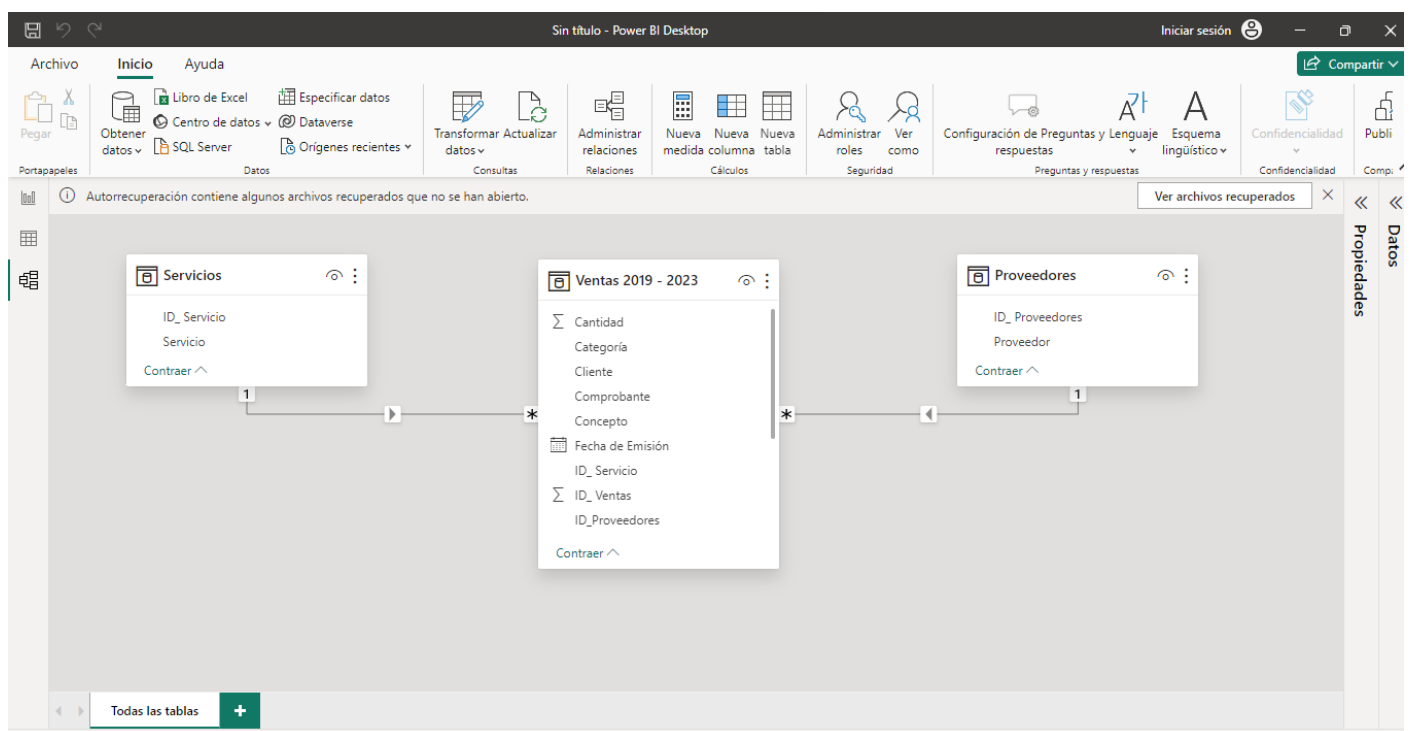 Sin título - Power BI Desktop
Iniciar sesión
Archivo Inicio Ayuda
Compartir
Pegar
Portapapeles
Obtener datos
Libro de Excel
Centro de datos
SQL Server
Especificar datos
Dataverse
Orígenes recientes
Datos
Transformar datos
Actualizar
Consultas
Administrar relaciones
Relaciones
Nueva medida
Nueva columna
Nueva tabla
Cálculos
Administrar roles
Ver como
Seguridad
Configuración de Preguntas y respuestas
Lenguaje
Esquema lingüístico
Preguntas y respuestas
Confidencialidad
Confidencialidad
Publi
Comp:
Autorrecuperación contiene algunos archivos recuperados que no se han abierto.
Ver archivos recuperados
Servicios
ID_ Servicio
Servicio
Contraer
1
*
Ventas 2019 - 2023
Σ Cantidad
Categoría
Cliente
Comprobante
Concepto
Fecha de Emisión
ID_ Servicio
Σ ID_ Ventas
ID_Proveedores
Contraer
*
Proveedores
ID_ Proveedores
Proveedor
Contraer
1
Propiedades
Datos
Todas las tablas
+